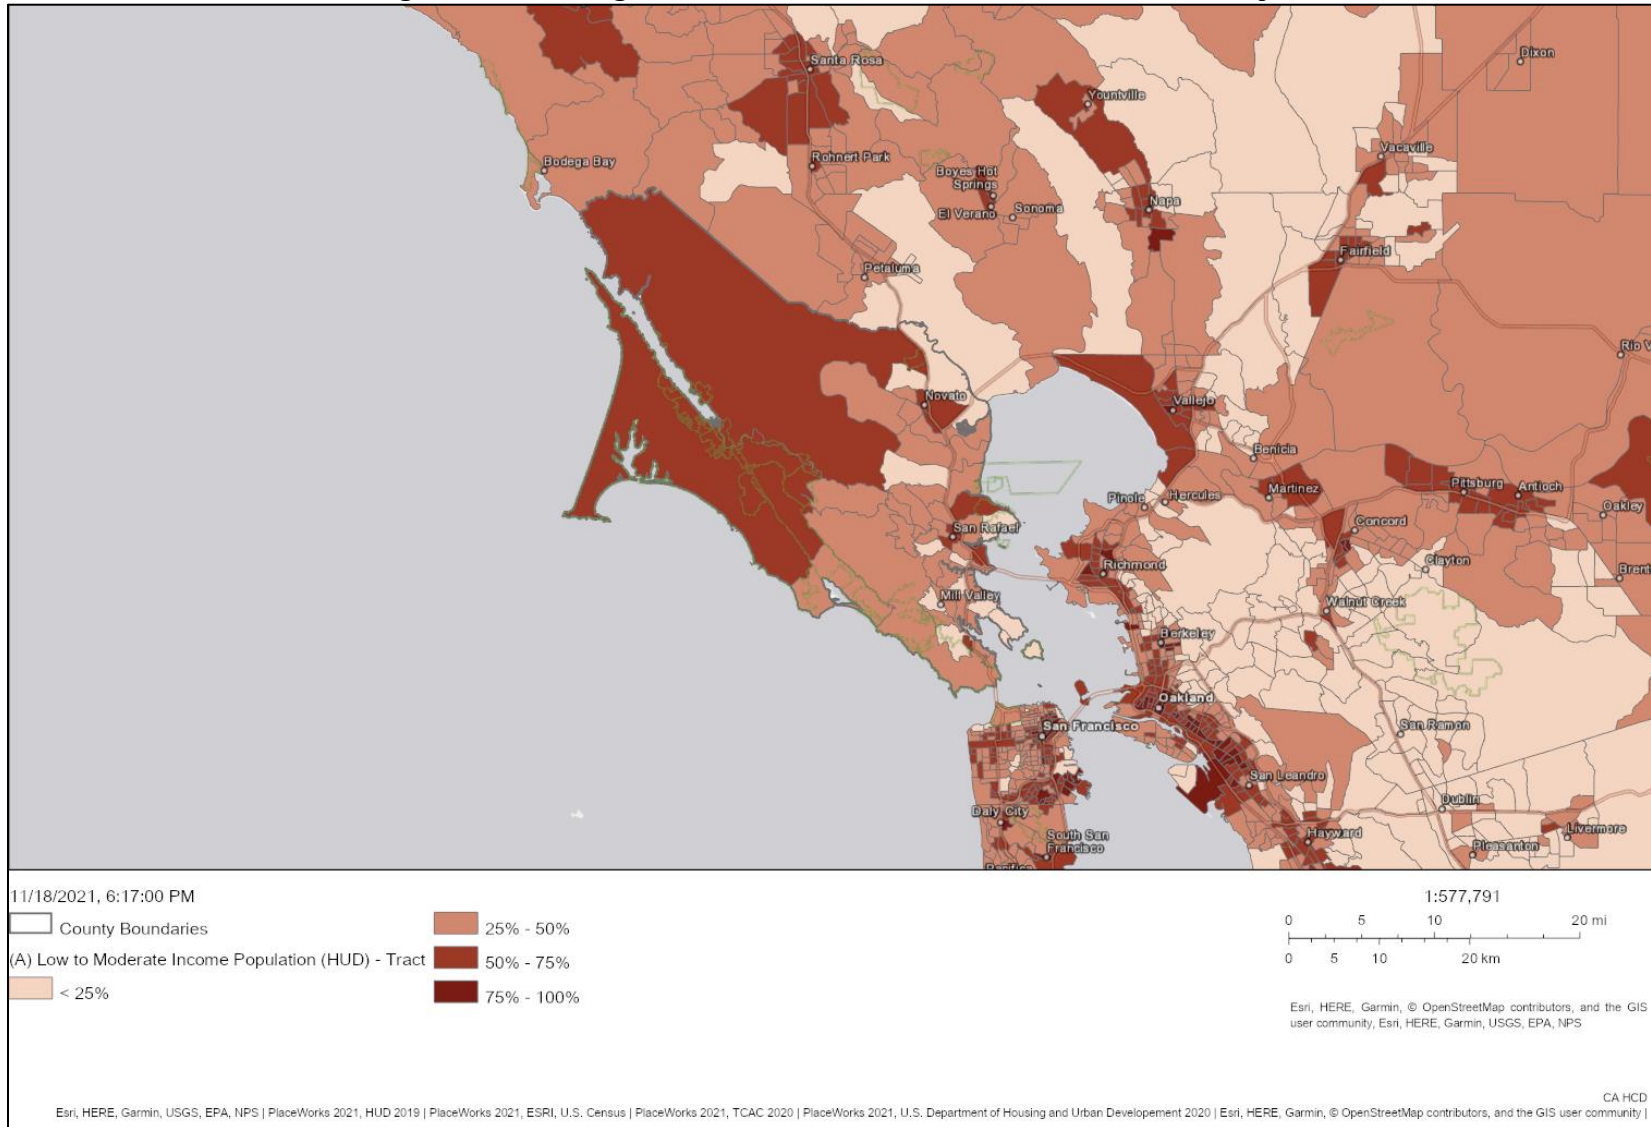 Dixon
Santa Rosa
Yountville
Vacaville
Rohnert Park
Bodega Bay
Boyes Hot
Springs
Napa
El Verano
Sonoma
Fairfield
Petaluma
Rio V
Novato
Vallejo
Benicia
Pittsburg
Antioch
Martinez
Pinole
Hercules
Oakley
Concord
San Rafael
Richmond
Clayton
Brent
Mill Valley
Walnut Creek
Berkeley
Oakland
San Francisco
San Ramon
San Leandro
Dublin
Daly City
Livermore
Hayward
South San
Francisco
Pleasanton
Pacifica
11/18/2021, 6:17:00 PM
County Boundaries
(A) Low to Moderate Income Population (HUD) - Tract
< 25%
25% - 50%
50% - 75%
75% - 100%
1:577,791
0 5 10 20 mi
0 5 10 20 km
Esri, HERE, Garmin, © OpenStreetMap contributors, and the GIS
user community, Esri, HERE, Garmin, USGS, EPA, NPS
CA HCD
Esri, HERE, Garmin, USGS, EPA, NPS | PlaceWorks 2021, HUD 2019 | PlaceWorks 2021, ESRI, U.S. Census | PlaceWorks 2021, TCAC 2020 | PlaceWorks 2021, U.S. Department of Housing and Urban Developement 2020 | Esri, HERE, Garmin, © OpenStreetMap contributors, and the GIS user community |